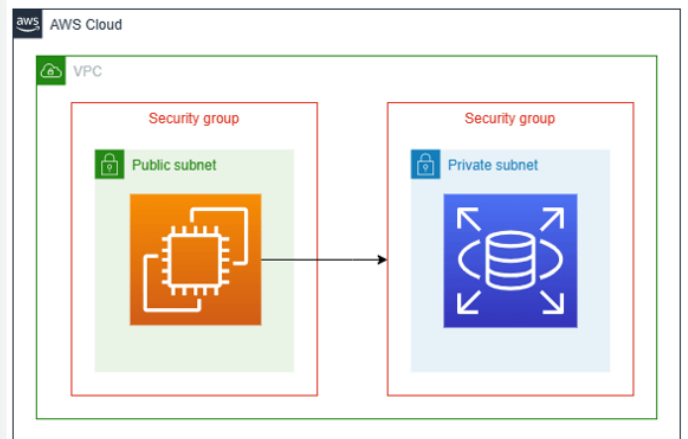 aws
AWS Cloud
VPC
Security group
Security group
Public subnet
Private subnet